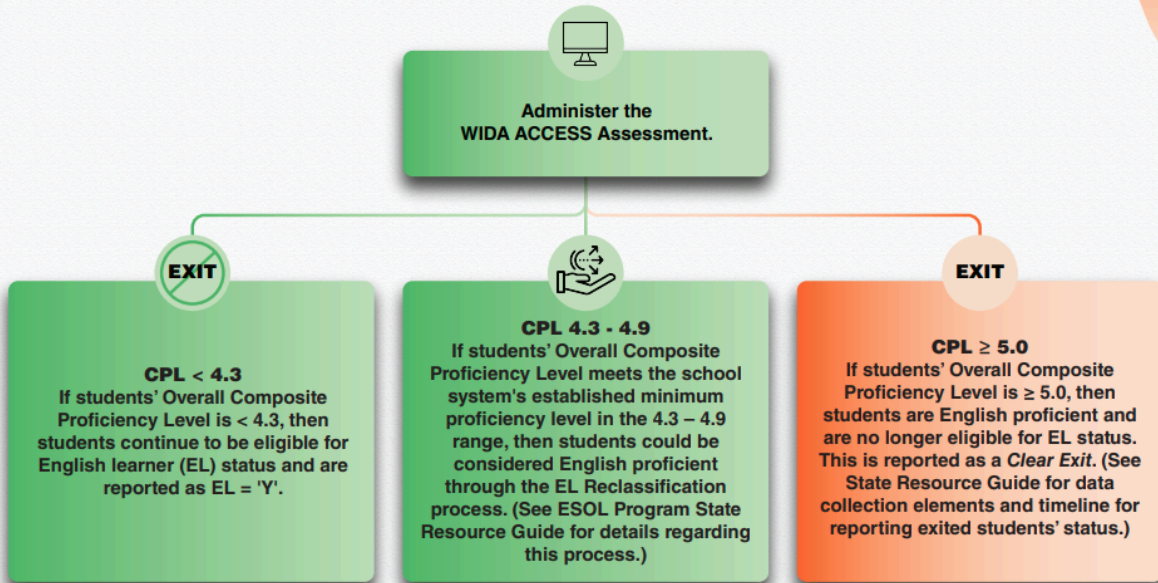 Administer the
WIDA ACCESS Assessment.
EXIT
CPL < 4.3
If students' Overall Composite
Proficiency Level is < 4.3, then
students continue to be eligible for
English learner (EL) status and are
reported as EL = 'Y'.
CPL 4.3 - 4.9
If students' Overall Composite
Proficiency Level meets the school
system's established minimum
proficiency level in the 4.3 – 4.9
range, then students could be
considered English proficient
through the EL Reclassification
process. (See ESOL Program State
Resource Guide for details regarding
this process.)
EXIT
CPL ≥ 5.0
If students' Overall Composite
Proficiency Level is ≥ 5.0, then
students are English proficient and
are no longer eligible for EL status.
This is reported as a Clear Exit. (See
State Resource Guide for data
collection elements and timeline for
reporting exited students' status.)